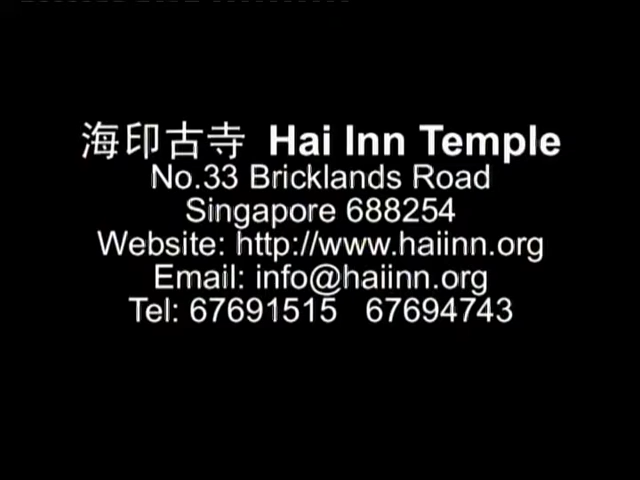 海印古寺 Hai Inn Temple
No.33 Bricklands Road
Singapore 688254
Website: http://www.haiinn.org
Email: info@haiinn.org
Tel: 67691515 67694743